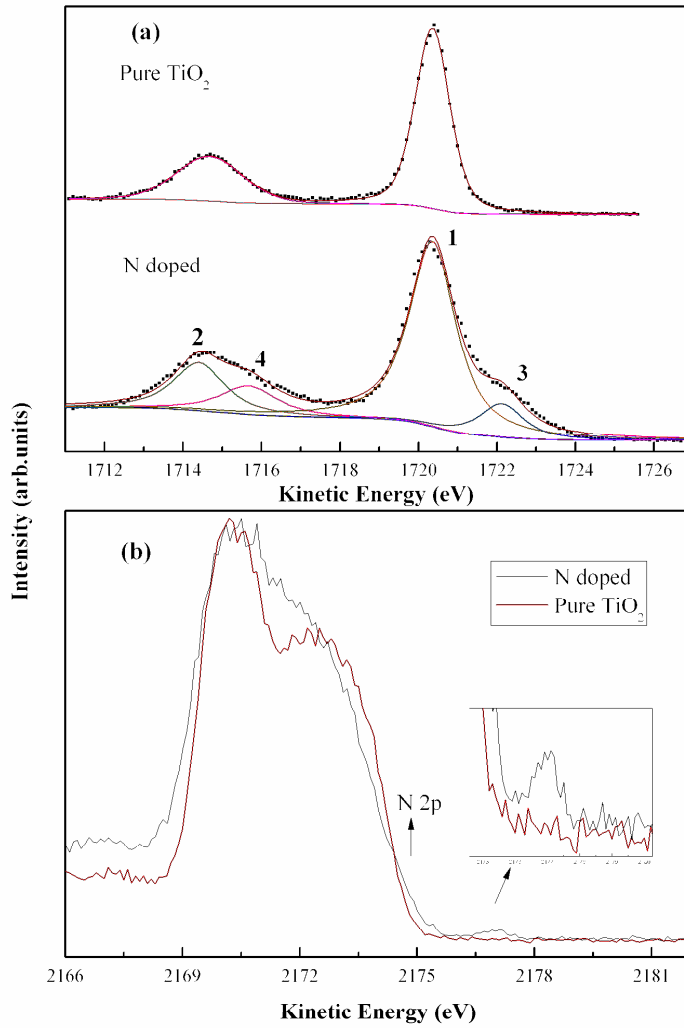 (a)
Pure TiO₂
N doped
1
2
4
3
1712 1714 1716 1718 1720 1722 1724 1726
Kinetic Energy (eV)
Intensity (arb.units)
(b)
N doped
Pure TiO₂
N 2p
2166 2169 2172 2175 2178 2181
Kinetic Energy (eV)